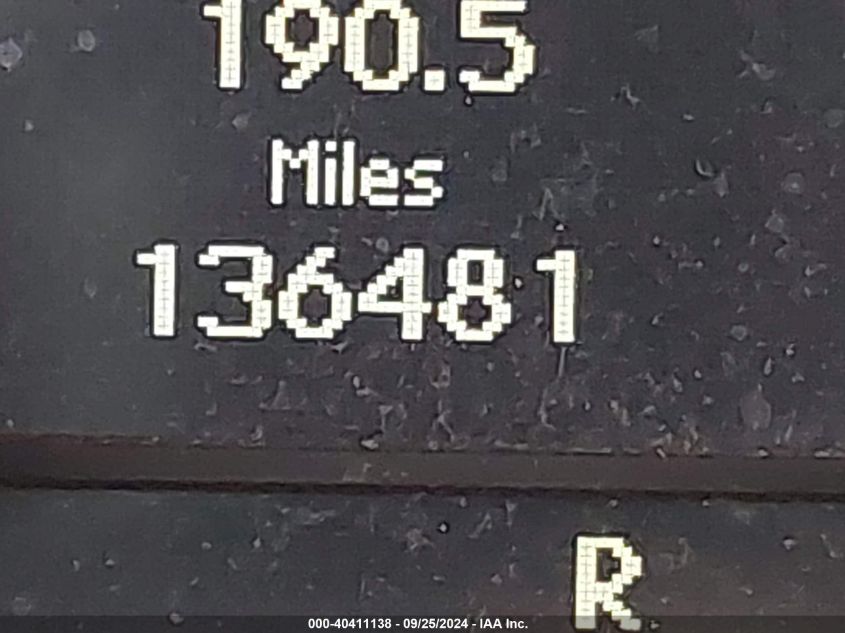 190.5
Miles
136481
R
000-40411138 - 09/25/2024 - IAA Inc.